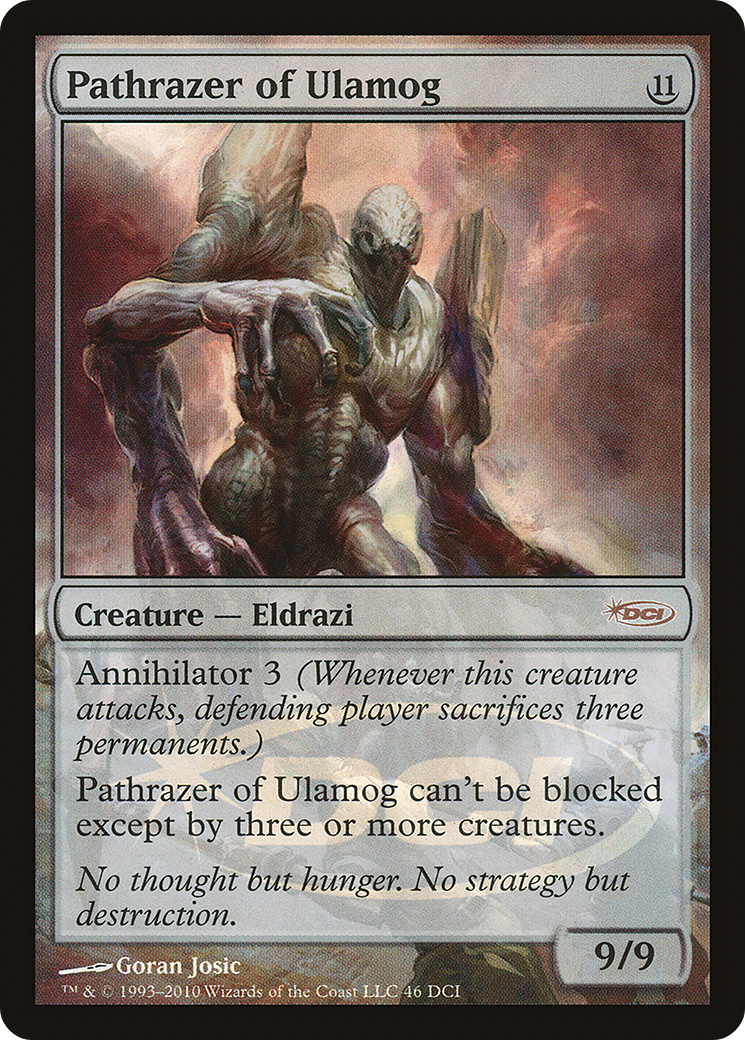 Pathrazer of Ulamog 11
Creature — Eldrazi DCI
Annihilator 3 (Whenever this creature
attacks, defending player sacrifices three
permanents.)
Pathrazer of Ulamog can't be blocked
except by three or more creatures.
No thought but hunger. No strategy but
destruction.
DCI
9/9
Goran Josic
™ & © 1993–2010 Wizards of the Coast LLC 46 DCI